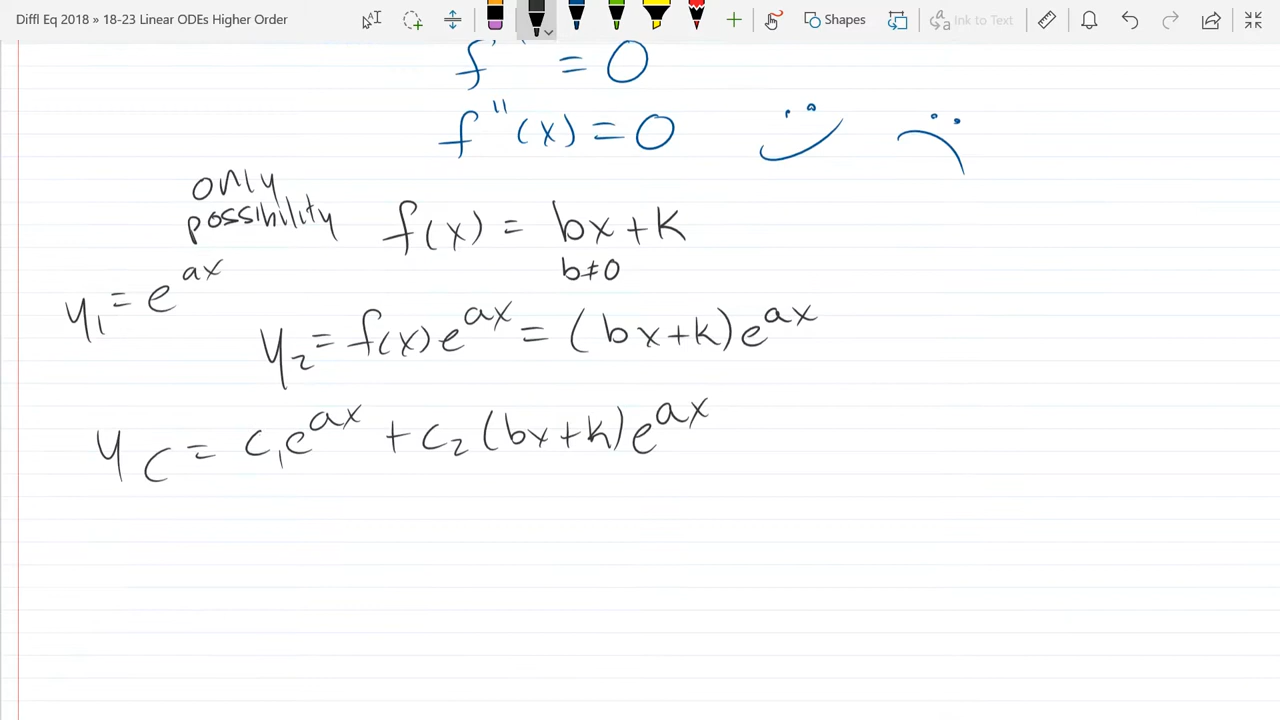 Diffl Eq 2018 » 18-23 Linear ODEs Higher Order
Shapes
Ink to Text
f'' = 0
f''(x) = 0
only
possibility
f(x) = bx + k
b≠0
y₁ = e^{ax}
y₂ = f(x) e^{ax} = (bx+k) e^{ax}
y_c = c₁e^{ax} + c₂ (bx+k) e^{ax}